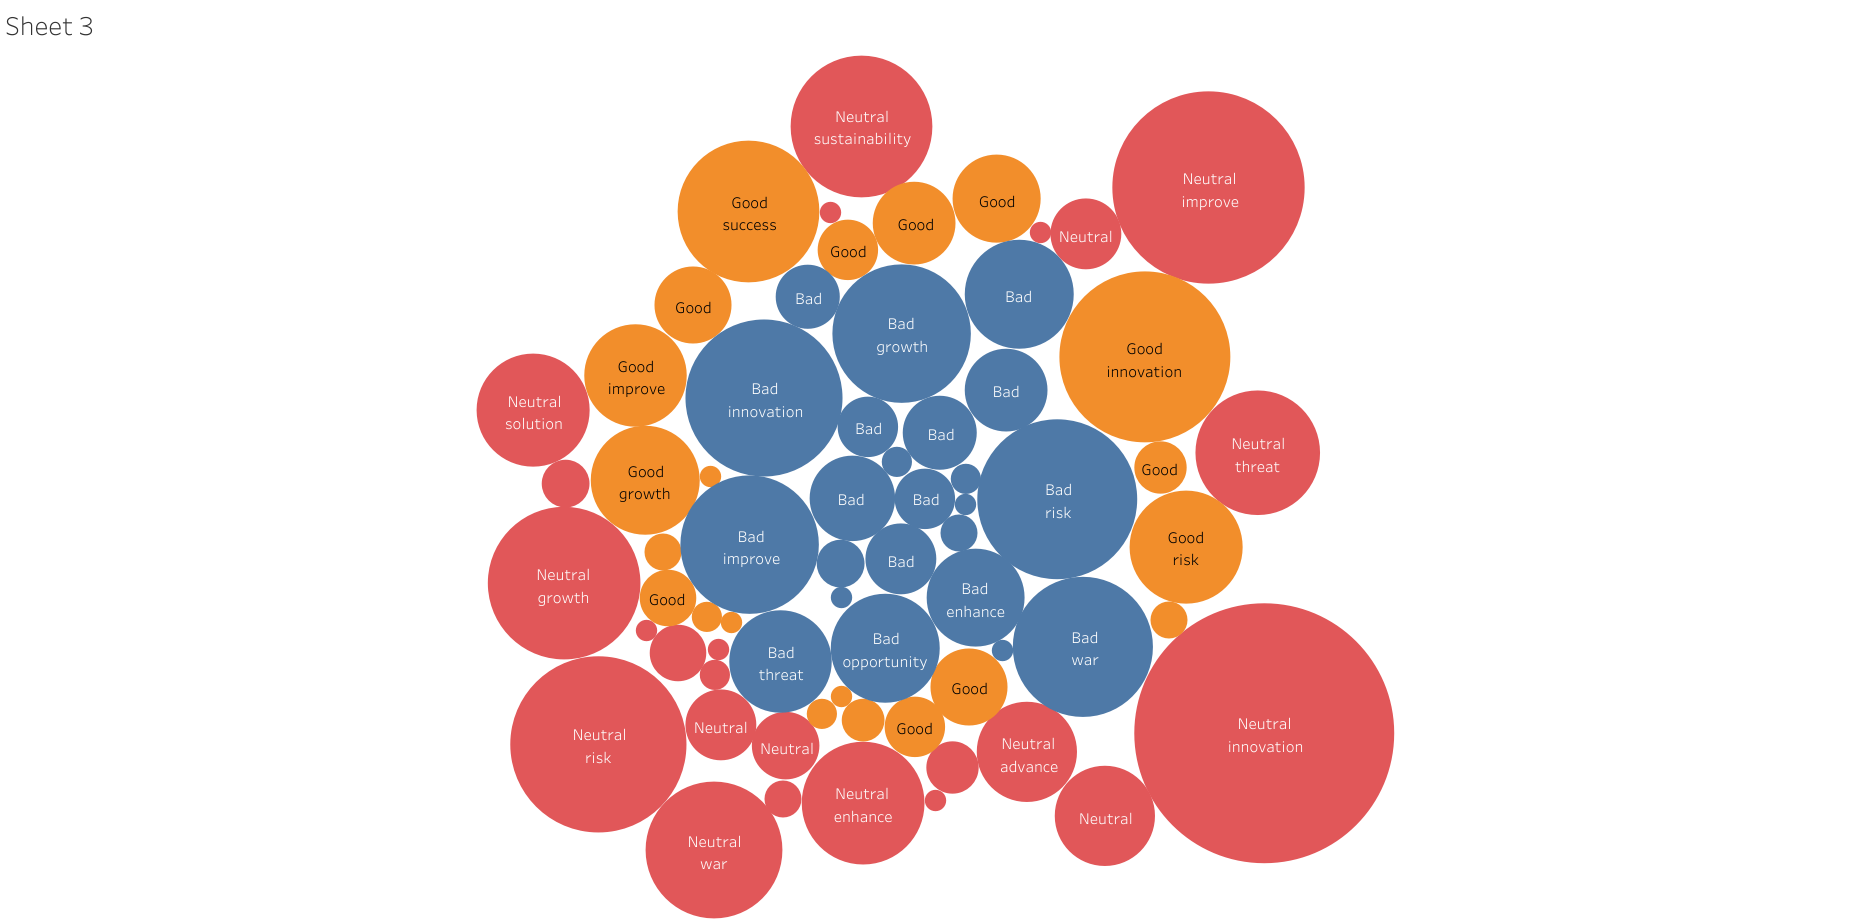 Sheet 3
Neutral
sustainability
Neutral
improve
Good
success
Good
Good
Good
Neutral
Bad
Good
Bad
growth
Bad
Good
innovation
Good
improve
Bad
innovation
Bad
Neutral
solution
Bad
Bad
Neutral
threat
Good
growth
Bad
Bad
Bad
risk
Good
Good
risk
Bad
improve
Bad
Neutral
growth
Good
Bad
enhance
Bad
threat
Bad
opportunity
Bad
war
Good
Neutral
risk
Neutral
Neutral
Good
Neutral
advance
Neutral
innovation
Neutral
enhance
Neutral
Neutral
war